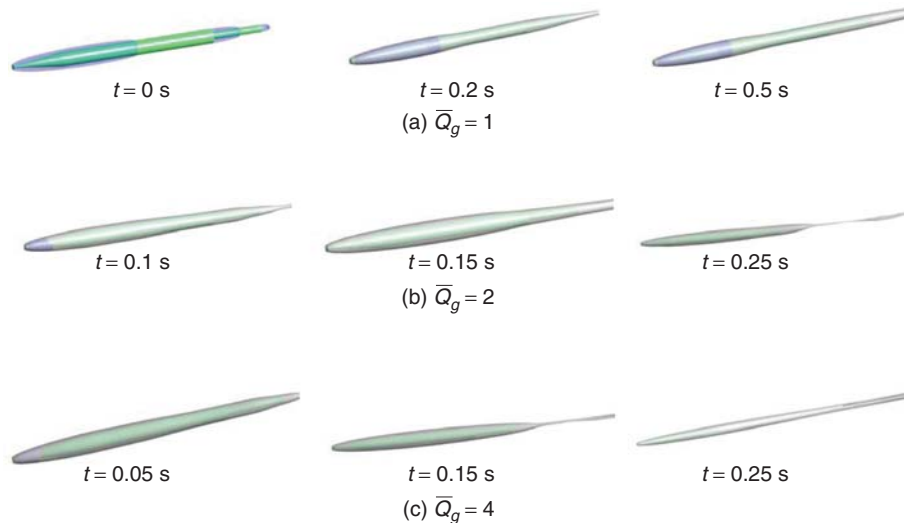 t = 0 s t = 0.2 s t = 0.5 s
(a) Q̅g = 1
t = 0.1 s t = 0.15 s t = 0.25 s
(b) Q̅g = 2
t = 0.05 s t = 0.15 s t = 0.25 s
(c) Q̅g = 4